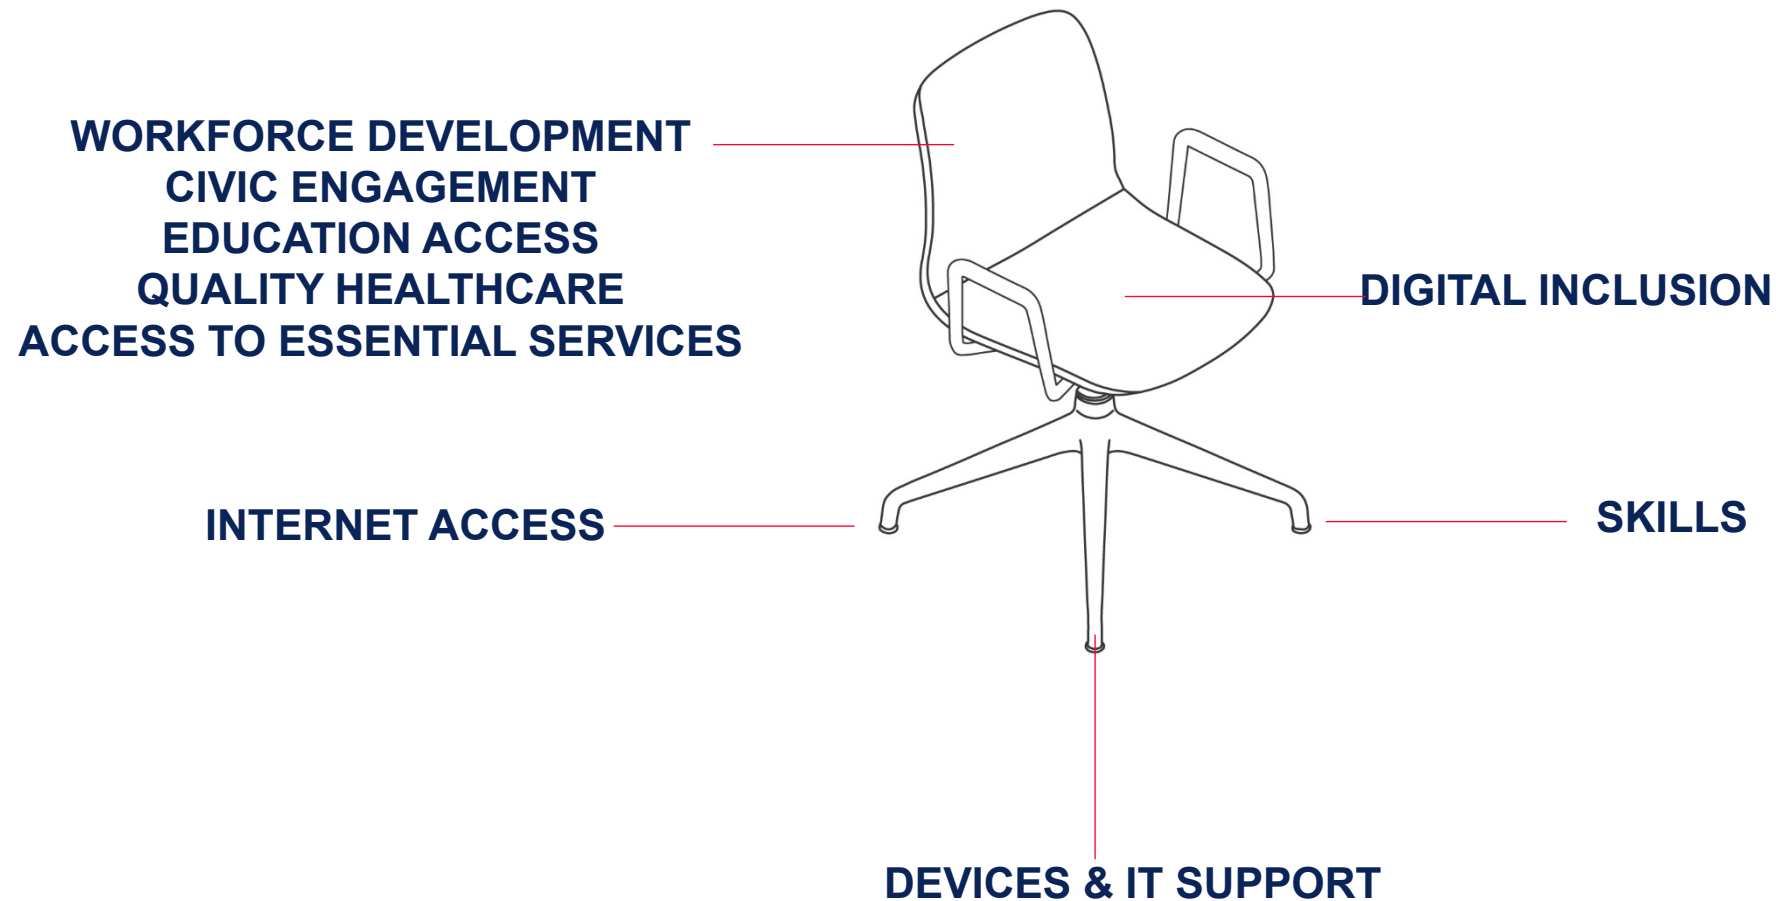 WORKFORCE DEVELOPMENT
CIVIC ENGAGEMENT
EDUCATION ACCESS
QUALITY HEALTHCARE
ACCESS TO ESSENTIAL SERVICES
DIGITAL INCLUSION
INTERNET ACCESS
SKILLS
DEVICES & IT SUPPORT